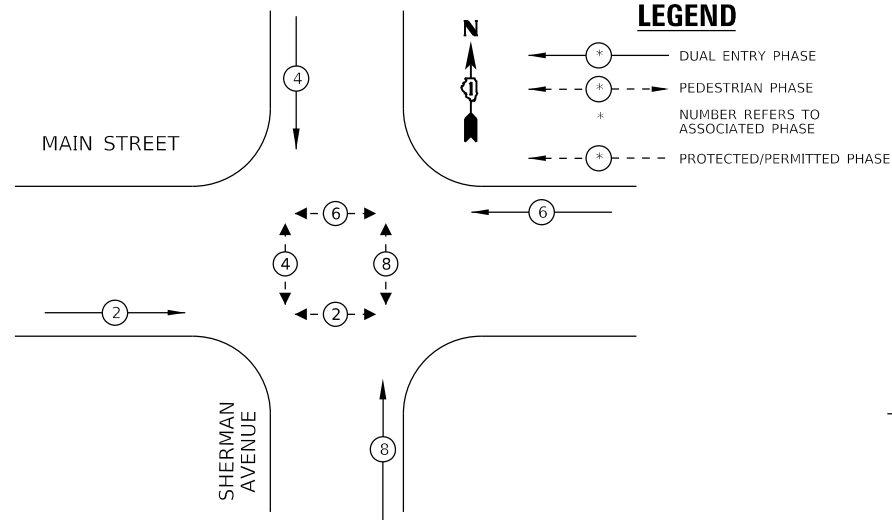 LEGEND
N
* DUAL ENTRY PHASE
* PEDESTRIAN PHASE
* NUMBER REFERS TO
ASSOCIATED PHASE
* PROTECTED/PERMITTED PHASE
4
MAIN STREET
6
6
4
8
2
2
8
SHERMAN
AVENUE